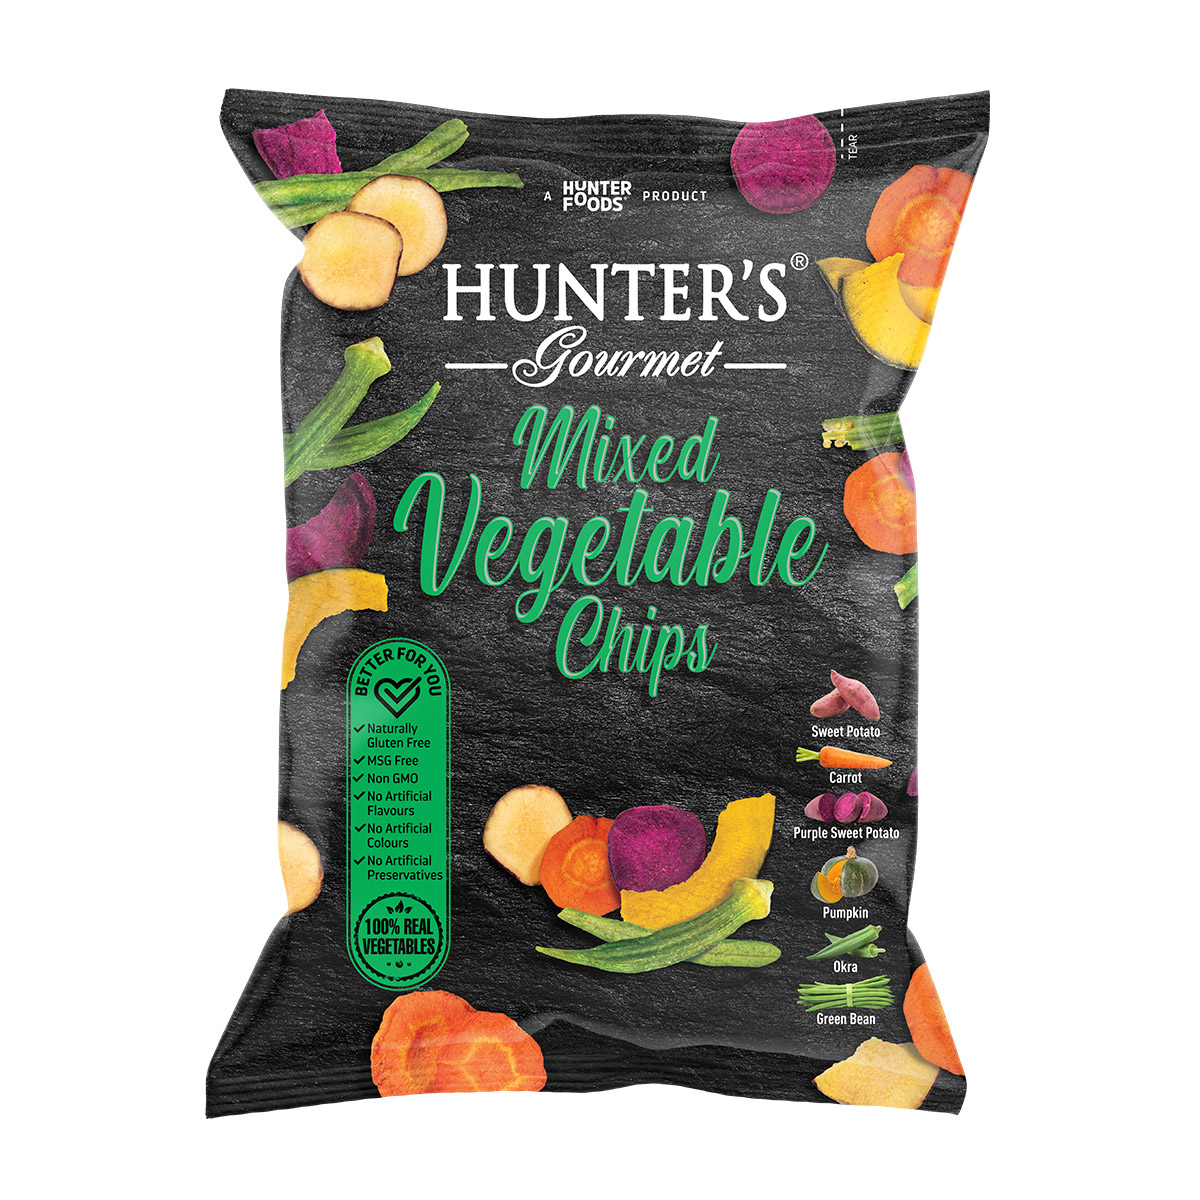 TEAR
A HUNTER FOODS® PRODUCT
HUNTER'S®
Gourmet
Mixed
Vegetable
Chips
BETTER FOR YOU
Naturally
Gluten Free
MSG Free
Non GMO
No Artificial
Flavours
No Artificial
Colours
No Artificial
Preservatives
100% REAL
VEGETABLES
Sweet Potato
Carrot
Purple Sweet Potato
Pumpkin
Okra
Green Bean